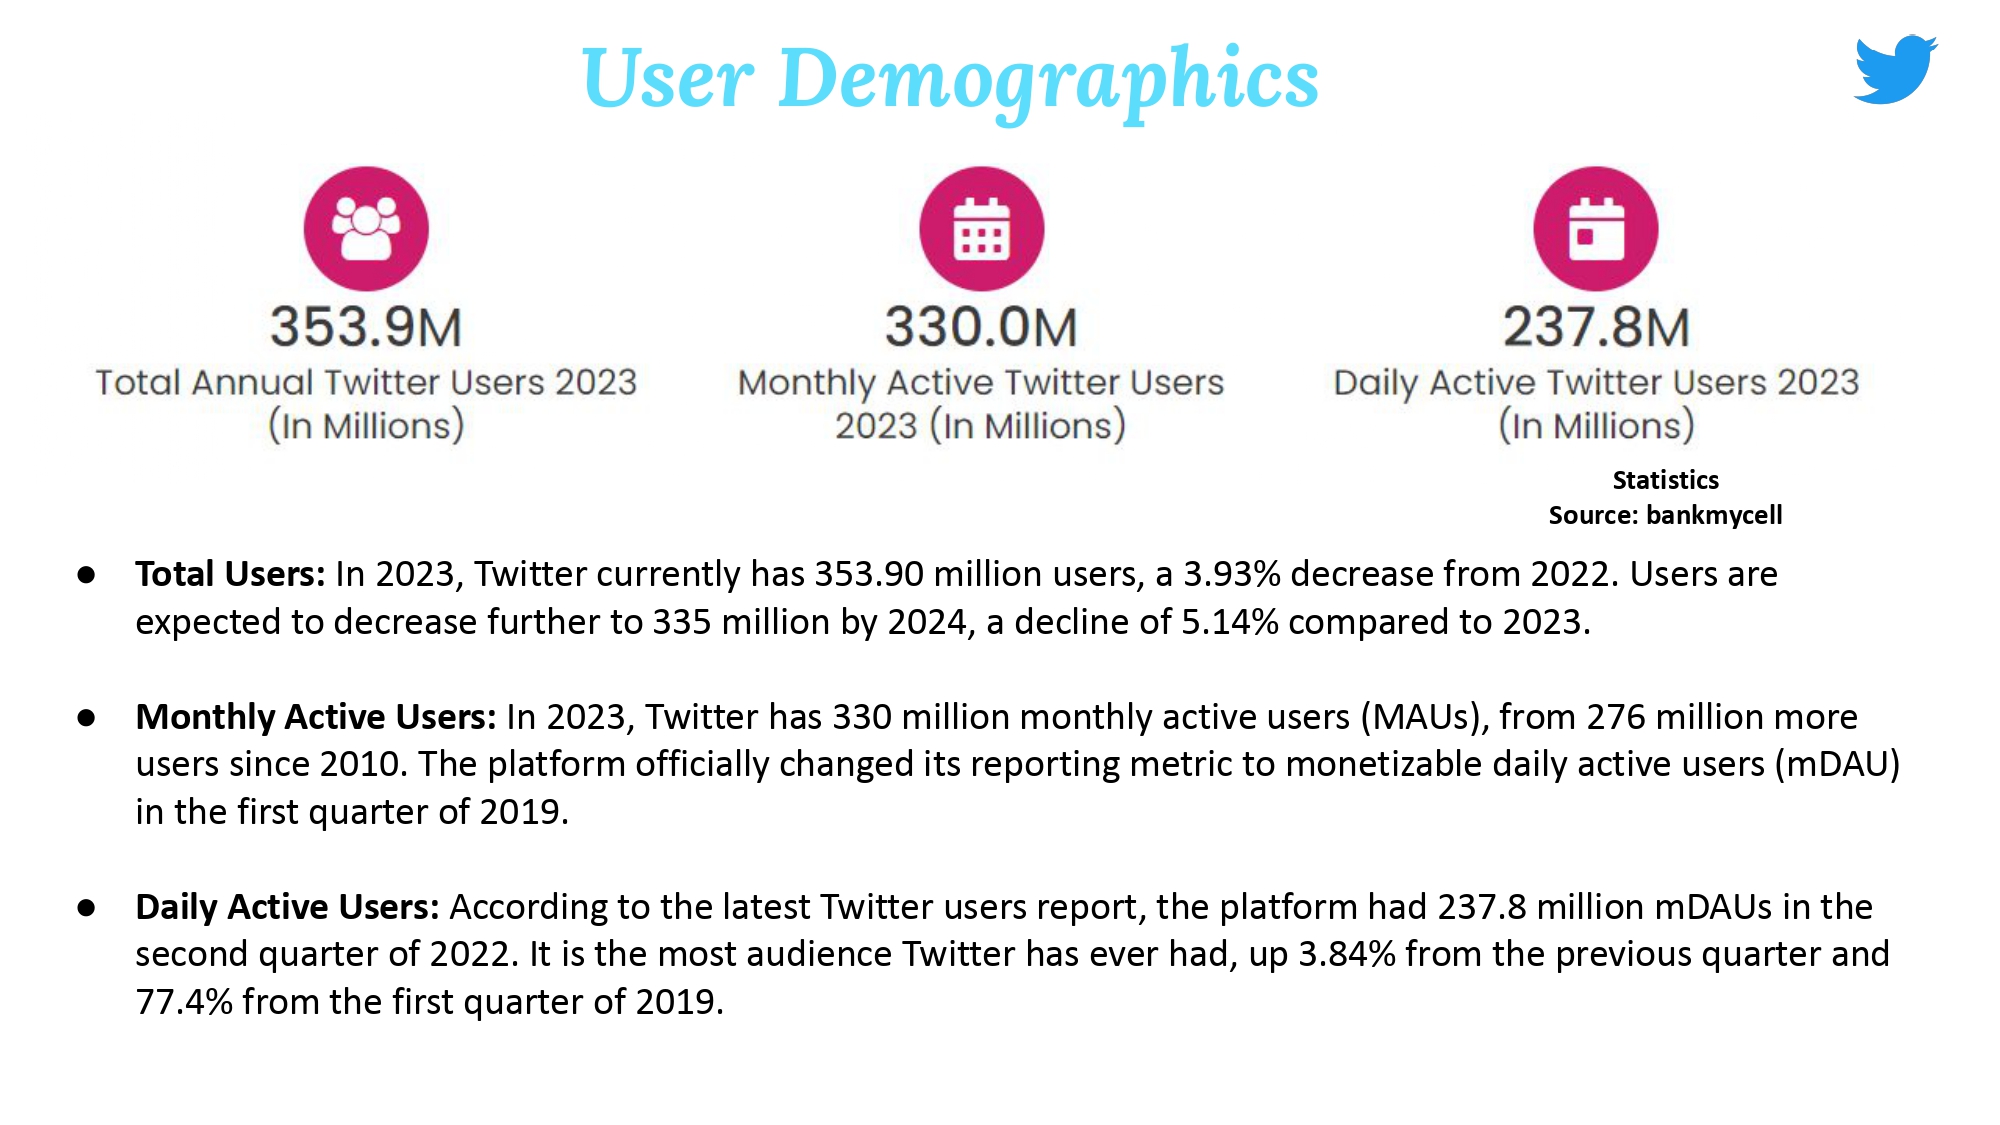 User Demographics
353.9M
Total Annual Twitter Users 2023
(In Millions)
330.0M
Monthly Active Twitter Users
2023 (In Millions)
237.8M
Daily Active Twitter Users 2023
(In Millions)
Statistics
Source: bankmycell
● Total Users: In 2023, Twitter currently has 353.90 million users, a 3.93% decrease from 2022. Users are
expected to decrease further to 335 million by 2024, a decline of 5.14% compared to 2023.
● Monthly Active Users: In 2023, Twitter has 330 million monthly active users (MAUs), from 276 million more
users since 2010. The platform officially changed its reporting metric to monetizable daily active users (mDAU)
in the first quarter of 2019.
● Daily Active Users: According to the latest Twitter users report, the platform had 237.8 million mDAUs in the
second quarter of 2022. It is the most audience Twitter has ever had, up 3.84% from the previous quarter and
77.4% from the first quarter of 2019.